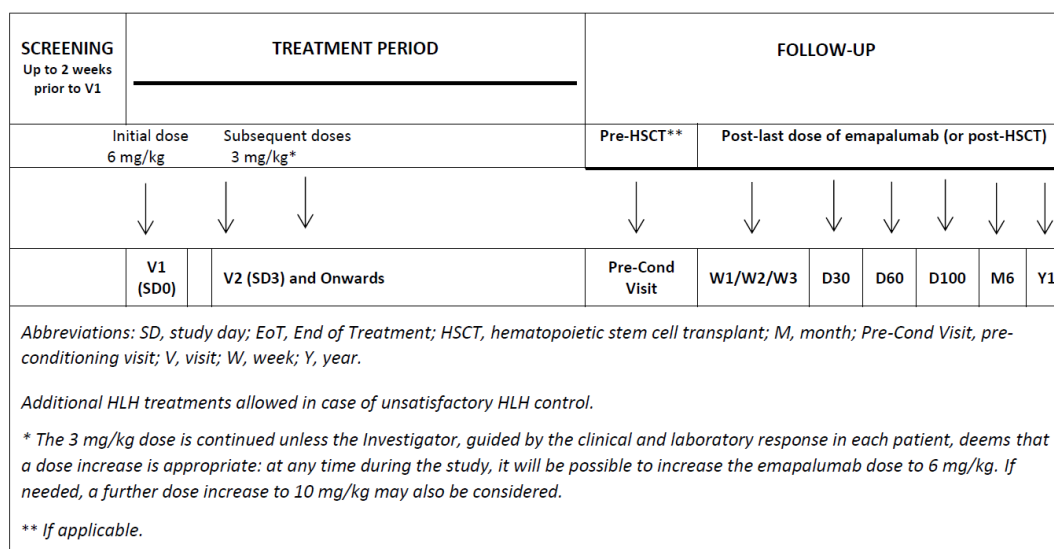 SCREENING
Up to 2 weeks
prior to V1
TREATMENT PERIOD
FOLLOW-UP
Initial dose
6 mg/kg
Subsequent doses
3 mg/kg*
Pre-HSCT**
Post-last dose of emapalumab (or post-HSCT)
V1
(SD0)
V2 (SD3) and Onwards
Pre-Cond
Visit
W1/W2/W3
D30
D60
D100
M6
Y1
Abbreviations: SD, study day; EoT, End of Treatment; HSCT, hematopoietic stem cell transplant; M, month; Pre-Cond Visit, pre-
conditioning visit; V, visit; W, week; Y, year.
Additional HLH treatments allowed in case of unsatisfactory HLH control.
* The 3 mg/kg dose is continued unless the Investigator, guided by the clinical and laboratory response in each patient, deems that
a dose increase is appropriate: at any time during the study, it will be possible to increase the emapalumab dose to 6 mg/kg. If
needed, a further dose increase to 10 mg/kg may also be considered.
** If applicable.